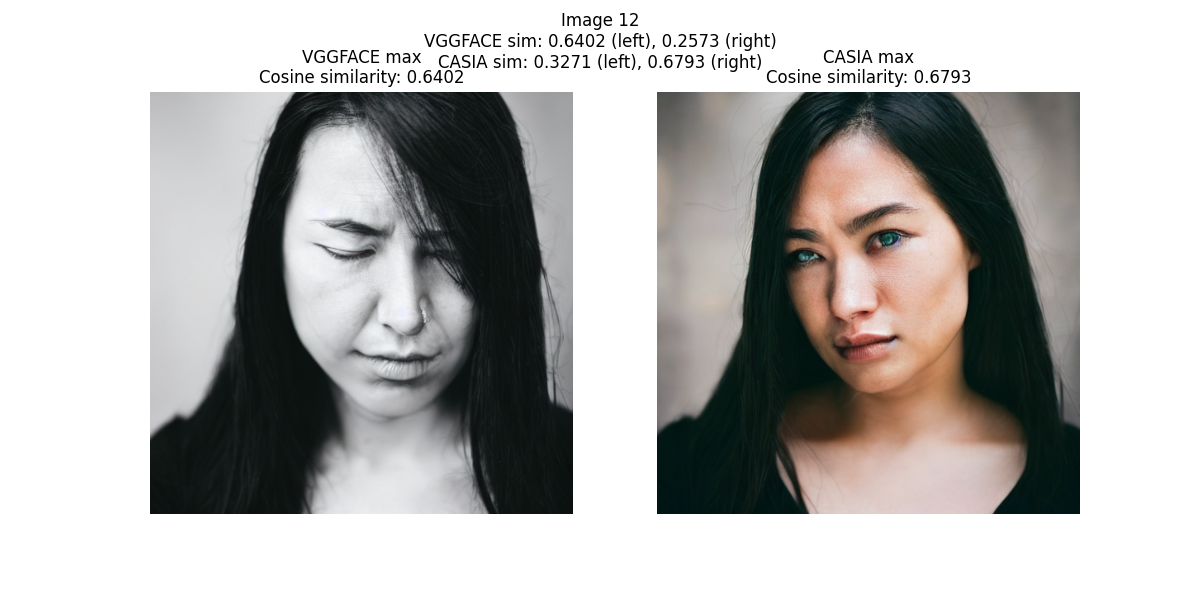 Image 12
VGGFACE sim: 0.6402 (left), 0.2573 (right)
CASIA sim: 0.3271 (left), 0.6793 (right)
VGGFACE max
Cosine similarity: 0.6402
CASIA max
Cosine similarity: 0.6793